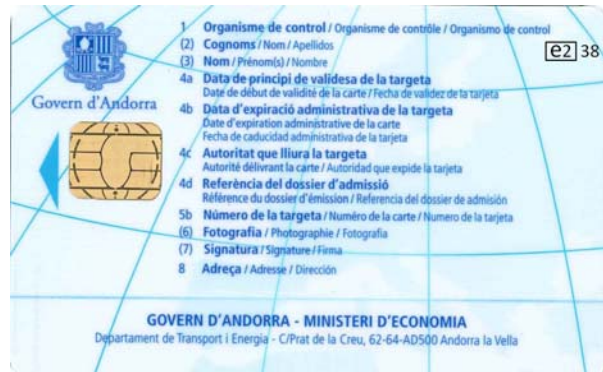 1 Organisme de control / Organisme de contrôle / Organismo de control
(2) Cognoms / Nom / Apellidos
(3) Nom / Prénom(s) / Nombre
4a Data de principi de validesa de la targeta
Date de début de validité de la carte / Fecha de validez de la tarjeta
4b Data d'expiració administrativa de la targeta
Date d'expiration administrative de la carte
Fecha de caducidad administrativa de la tarjeta
4c Autoritat que lliura la targeta
Autorité délivrant la carte / Autoridad que expide la tarjeta
4d Referència del dossier d'admissió
Référence du dossier d'émission / Referencia del dossier de admisión
5b Número de la targeta / Numéro de la carte / Numero de la tarjeta
(6) Fotografia / Photographie / Fotografia
(7) Signatura / Signature / Firma
8 Adreça / Adresse / Dirección
e2 38
Govern d'Andorra
GOVERN D'ANDORRA - MINISTERI D'ECONOMIA
Departament de Transport i Energia - C/Prat de la Creu, 62-64-AD500 Andorra la Vella